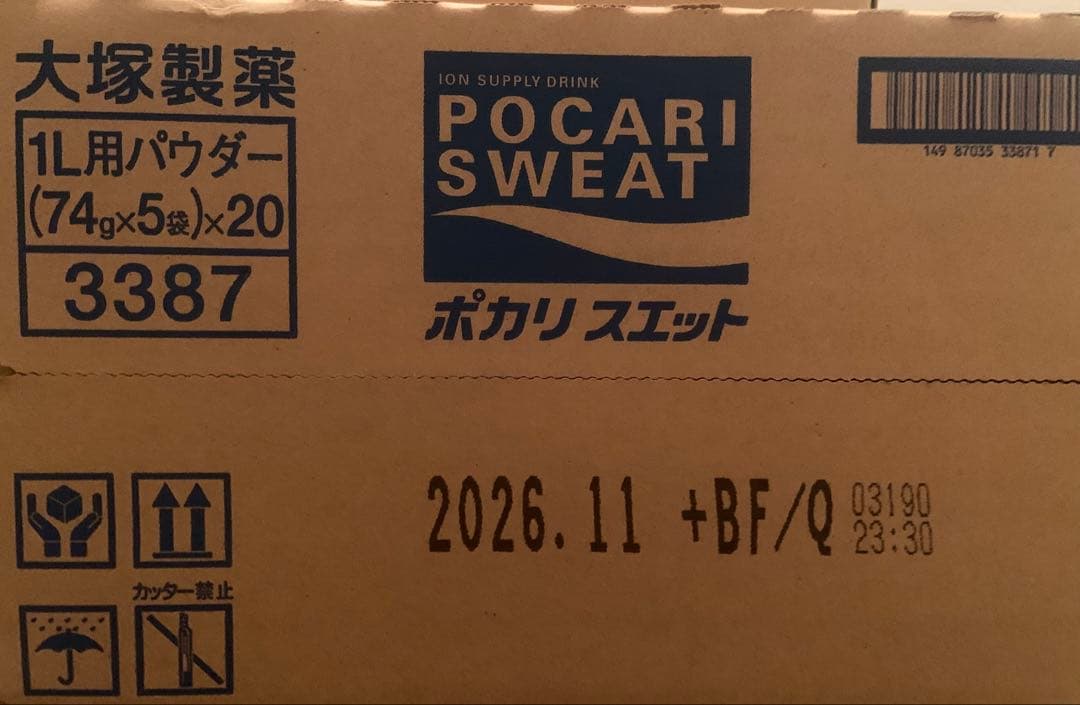 大塚製薬
1L用パウダー
(74g×5袋)×20
3387
ION SUPPLY DRINK
POCARI
SWEAT
ポカリスエット
149 87035 33871 7
2026.11 +BF/Q
03190
23:30
カッター禁止